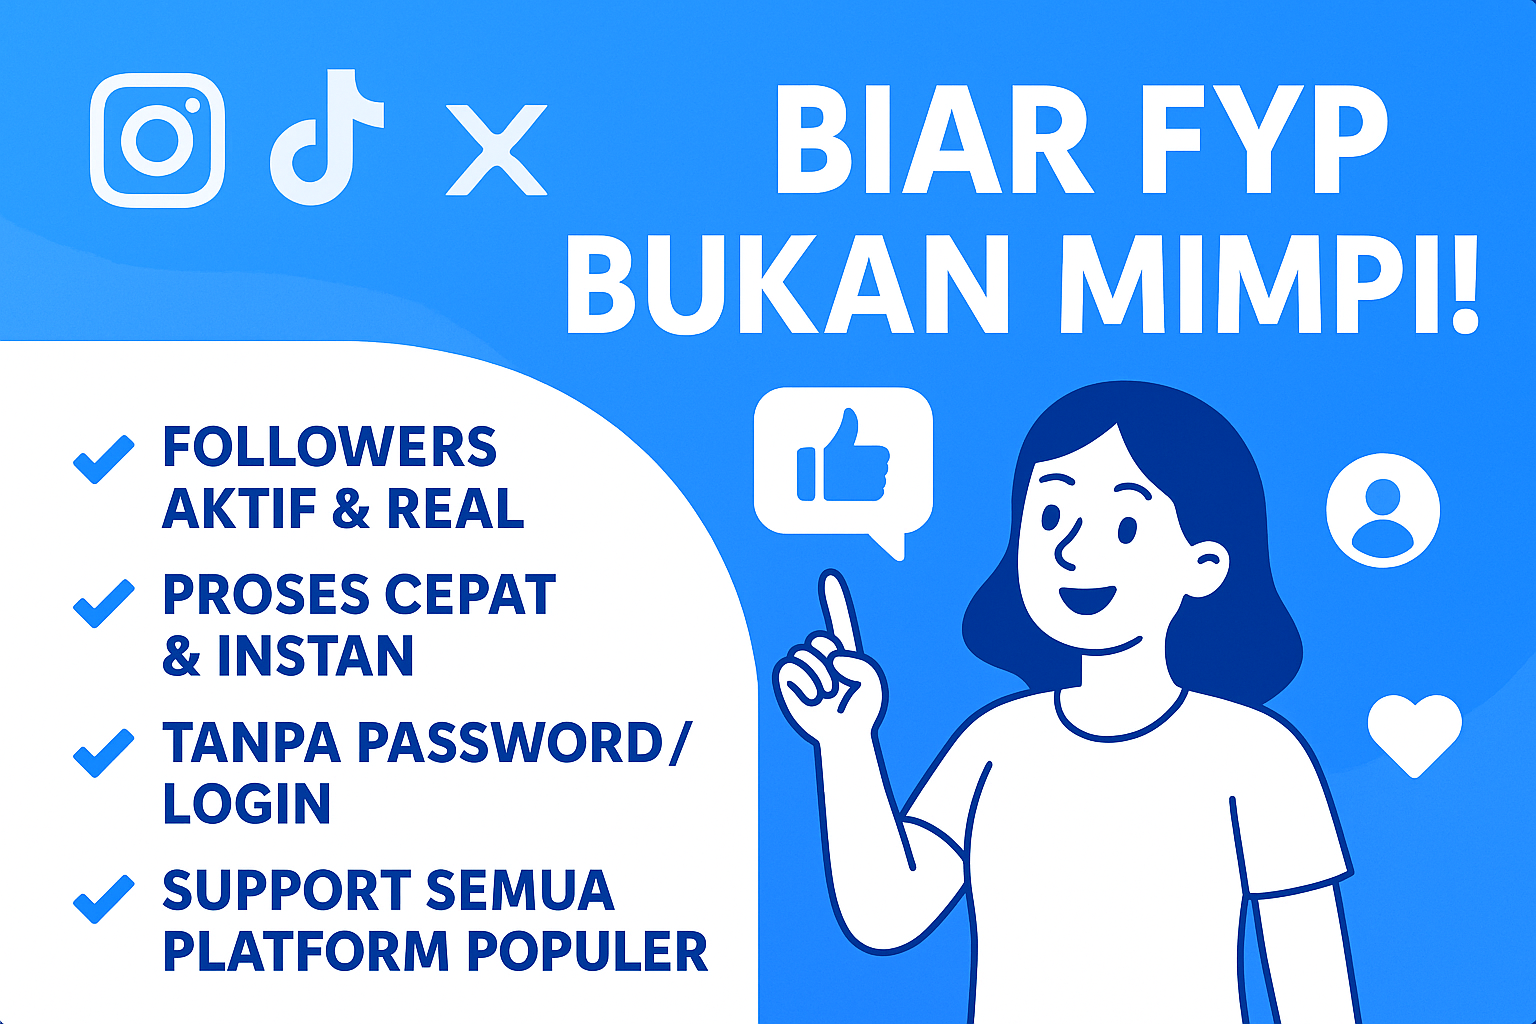 BIAR FYP
BUKAN MIMPI!
FOLLOWERS
AKTIF & REAL
PROSES CEPAT
& INSTAN
TANPA PASSWORD/
LOGIN
SUPPORT SEMUA
PLATFORM POPULER